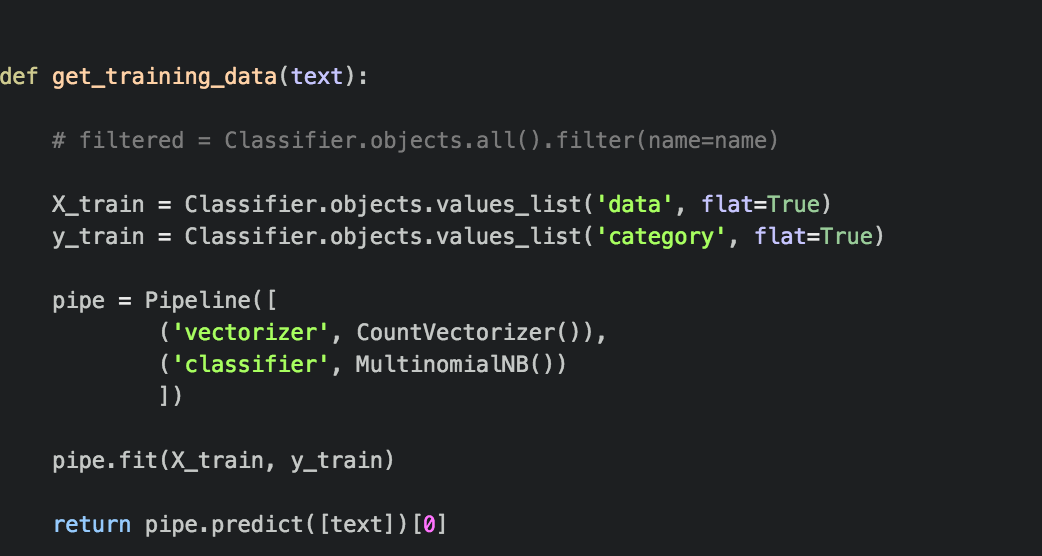 def get_training_data(text):
# filtered = Classifier.objects.all().filter(name=name)
X_train = Classifier.objects.values_list('data', flat=True)
y_train = Classifier.objects.values_list('category', flat=True)
pipe = Pipeline([
('vectorizer', CountVectorizer()),
('classifier', MultinomialNB())
])
pipe.fit(X_train, y_train)
return pipe.predict([text])[0]